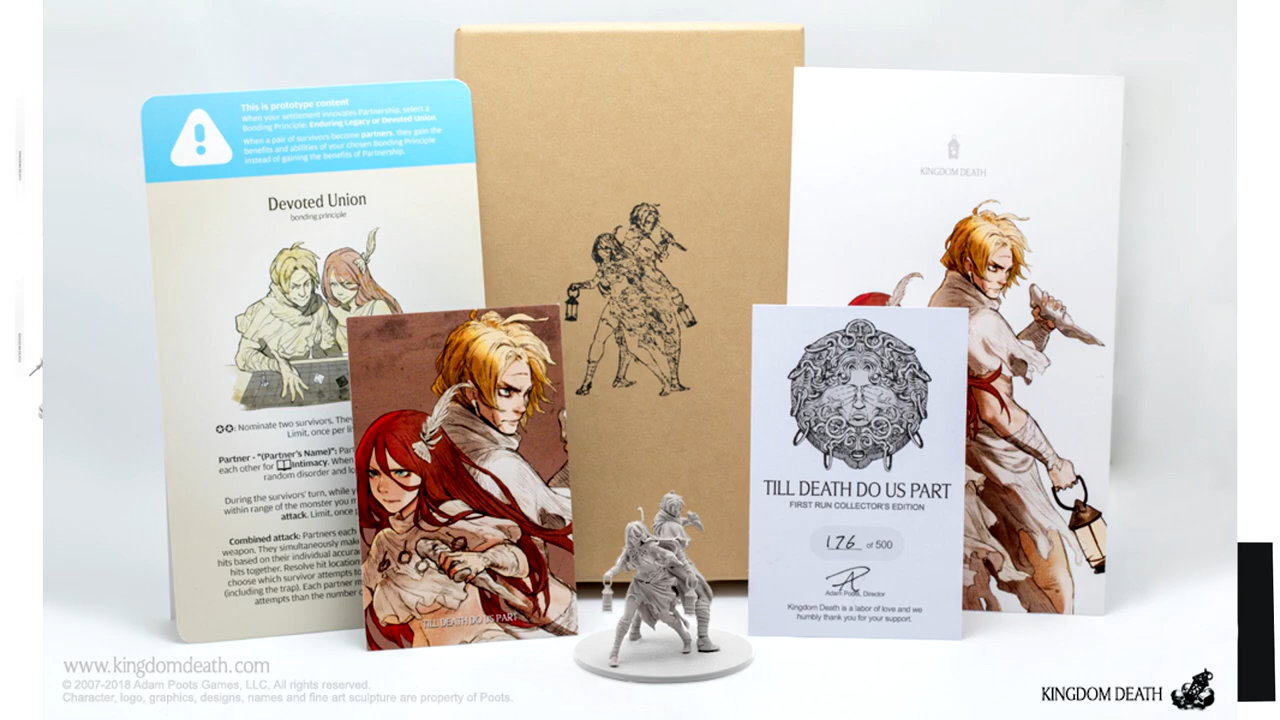 This is prototype content
When your settlement innovates Partnership, select a
Bonding Principle: Enduring Legacy or Devoted Union
When a pair of survivors become partners, they gain the
benefits and abilities of your chosen Bonding Principle
instead of gaining the benefits of Partnership.
Devoted Union
bonding principle
: Nominate two survivors. They
Limit, once per
Partner - "(Partner's Name)":
each other for Intimacy. When
random disorder and
During the survivors' turn, while
within range of the monster you
attack. Limit, once
Combined attack: Partners each
weapon. They simultaneously
hits based on their individual
hits together. Resolve hit
choose which survivor attempts
(including the trap). Each partner
attempts than the number
TILL DEATH DO US PART
KINGDOM DEATH
TILL DEATH DO US PART
FIRST RUN COLLECTOR'S EDITION
176 of 500
Adam Poots, Director
Kingdom Death is a labor of love and we
humbly thank you for your support.
www.kingdomdeath.com
© 2007-2018 Adam Poots Games, LLC, All rights reserved.
Character, logo, graphics, designs, names and fine art sculpture are property of Poots.
KINGDOM DEATH